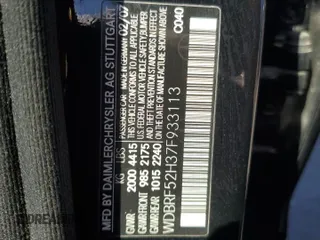 MFD. BY DAIMLERCHRYSLER AG STUTTGART
MADE IN GERMANY 02/07
PASSENGER CAR
THIS VEHICLE CONFORMS TO ALL APPLICABLE
U.S. FEDERAL MOTOR VEHICLE SAFETY/BUMPER
AND THEFT PREVENTION STANDARDS IN EFFECT
ON THE DATE OF MANUFACTURE SHOWN ABOVE
KG LBS
GVWR 2000 4415
GAWR FRONT 985 2175
GAWR REAR 1015 2240
C040
WDBRF52H37F933113